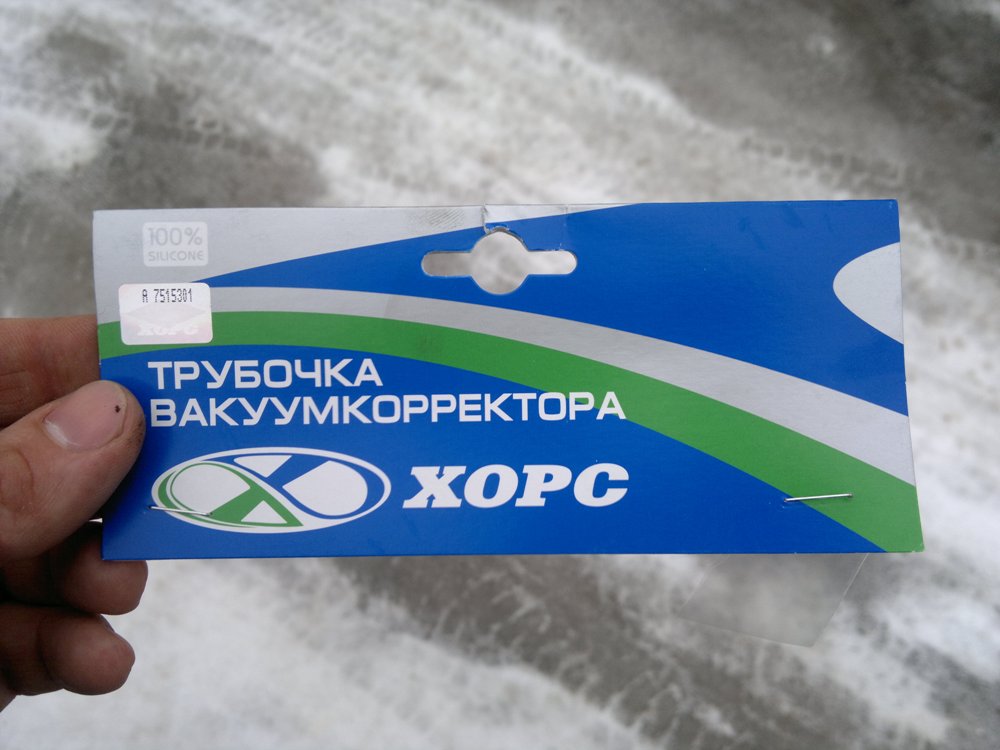 100%
SILICONE
A 7515301
ХОРС
ТРУБОЧКА
ВАКУУМКОРРЕКТОРА
ХОРС